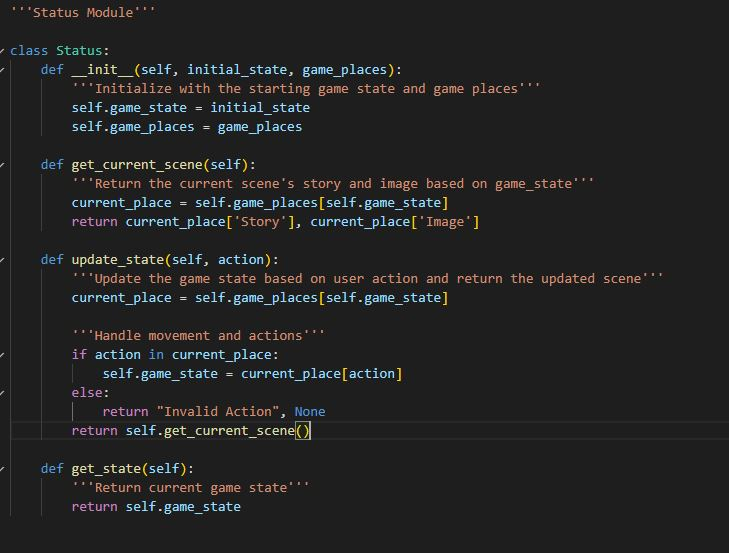 '''Status Module'''
class Status:
    def __init__(self, initial_state, game_places):
        '''Initialize with the starting game state and game places'''
        self.game_state = initial_state
        self.game_places = game_places
    def get_current_scene(self):
        '''Return the current scene's story and image based on game_state'''
        current_place = self.game_places[self.game_state]
        return current_place['Story'], current_place['Image']
    def update_state(self, action):
        '''Update the game state based on user action and return the updated scene'''
        current_place = self.game_places[self.game_state]
        '''Handle movement and actions'''
        if action in current_place:
            self.game_state = current_place[action]
        else:
            return "Invalid Action", None
        return self.get_current_scene()
    def get_state(self):
        '''Return current game state'''
        return self.game_state